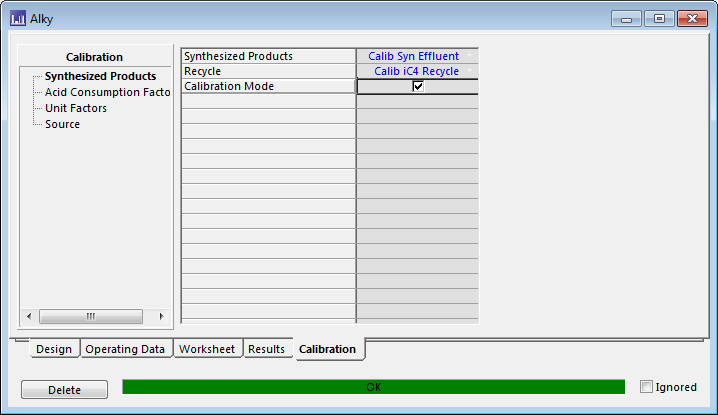 Alky
Calibration
Synthesized Products
Acid Consumption Facto
Unit Factors
Source
Synthesized Products Calib Syn Effluent
Recycle Calib iC4 Recycle
Calibration Mode
Design Operating Data Worksheet Results Calibration
Delete OK Ignored